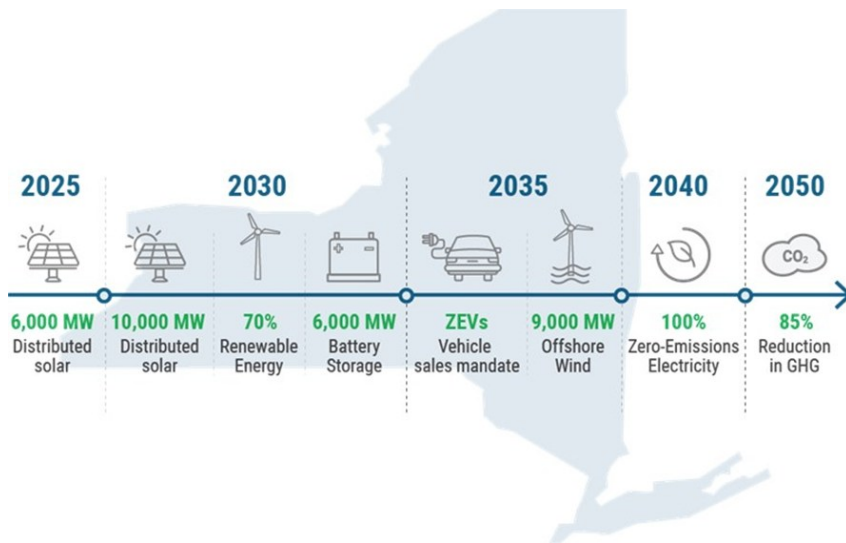 2025
2030
2035
2040
2050
+ -
CO₂
6,000 MW
Distributed
solar
10,000 MW
Distributed
solar
70%
Renewable
Energy
6,000 MW
Battery
Storage
ZEVs
Vehicle
sales mandate
9,000 MW
Offshore
Wind
100%
Zero-Emissions
Electricity
85%
Reduction
in GHG